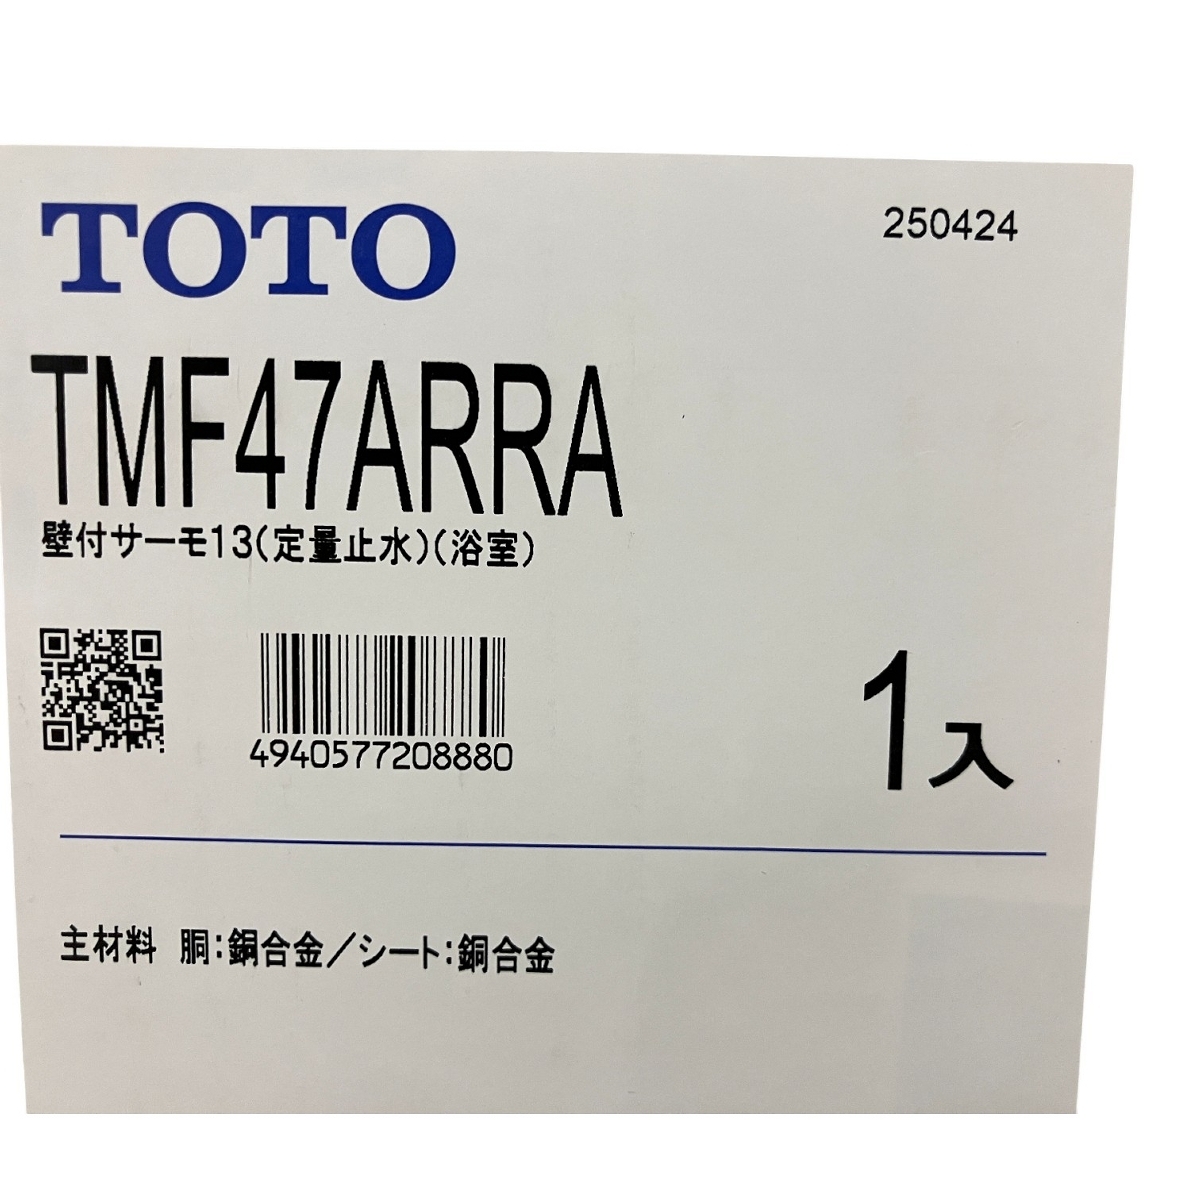 TOTO
250424
TMF47ARRA
壁付サーモ13(定量止水)(浴室)
4940577208880
1入
主材料 胴:銅合金/シート:銅合金